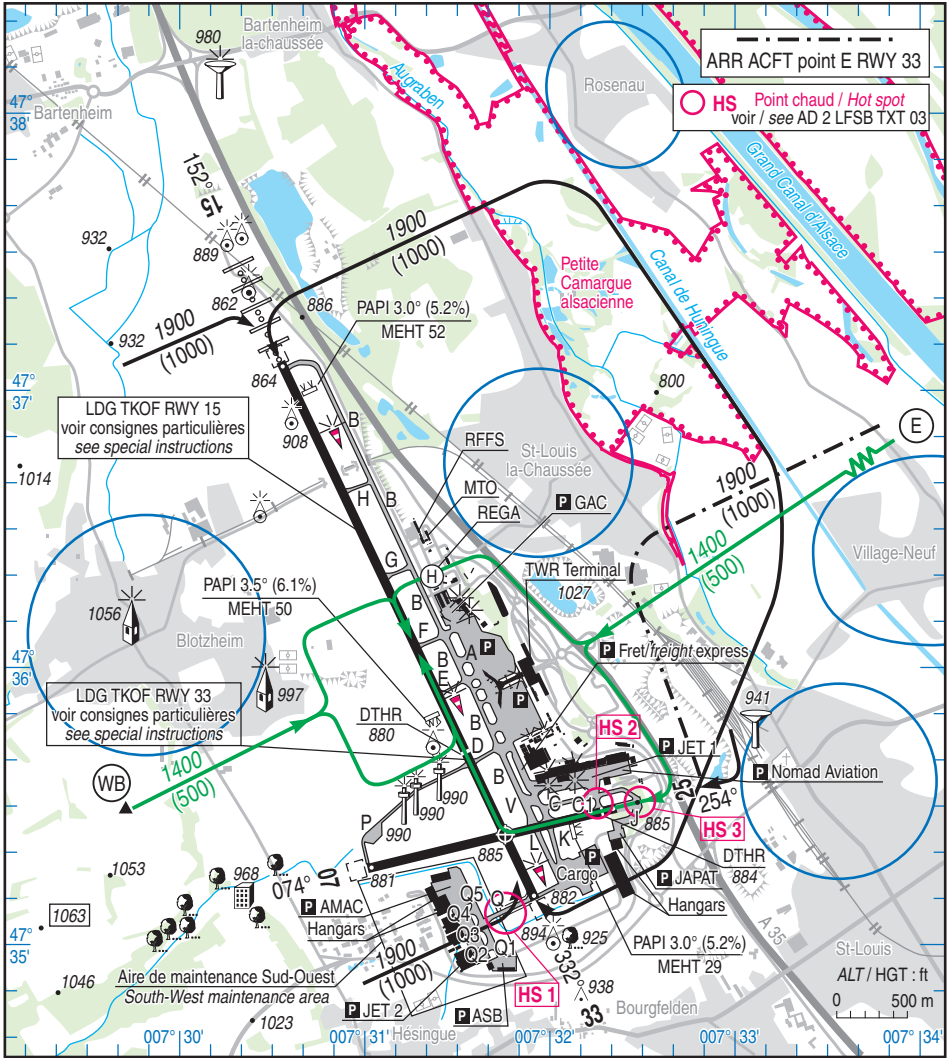 Bartenheim
la-chaussée
980
Augraben
Rosenau
ARR ACFT point E RWY 33
HS Point chaud / Hot spot
voir / see AD 2 LFSB TXT 03
47°
38'
47°
38'
Bartenheim
Grand Canal d'Alsace
152°
15
1900
(1000)
932
889
862
886
Petite
Camargue
alsacienne
Canal de Huningue
PAPI 3.0° (5.2%)
MEHT 52
1900
(1000)
932
864
800
47°
37'
47°
37'
LDG TKOF RWY 15
voir consignes particulières
see special instructions
908
B
E
RFFS
St-Louis
la-Chaussée
1014
MTO
P GAC
1900
(1000)
H
B
REGA
1400
(500)
Village-Neuf
G
H
TWR Terminal
1027
PAPI 3.5° (6.1%)
MEHT 50
B
F
1056
Blotzheim
A
P
P Fret/freight express
47°
36'
47°
36'
B
E
997
P
941
LDG TKOF RWY 33
voir consignes particulières
see special instructions
DTHR
880
B
D
HS 2
P JET 1
1400
(500)
WB
B
P Nomad Aviation
990
990
990
V
C
C1
25
254°
J
885
HS 3
P
885
L
K
DTHR
884
881
07
074°
P
Cargo
P JAPAT
1053
968
882
Hangars
P AMAC
Hangars
Q5
Q4
Q3
Q2
Q1
Q
1063
894
925
PAPI 3.0° (5.2%)
MEHT 29
A 35
St-Louis
47°
35'
47°
35'
1900
(1000)
Aire de maintenance Sud-Ouest
South-West maintenance area
332°
33
938
ALT / HGT : ft
0 500 m
1046
HS 1
1023
P JET 2
P ASB
Hésingue
Bourgfelden
007° 30'
007° 31'
007° 32'
007° 33'
007° 34'